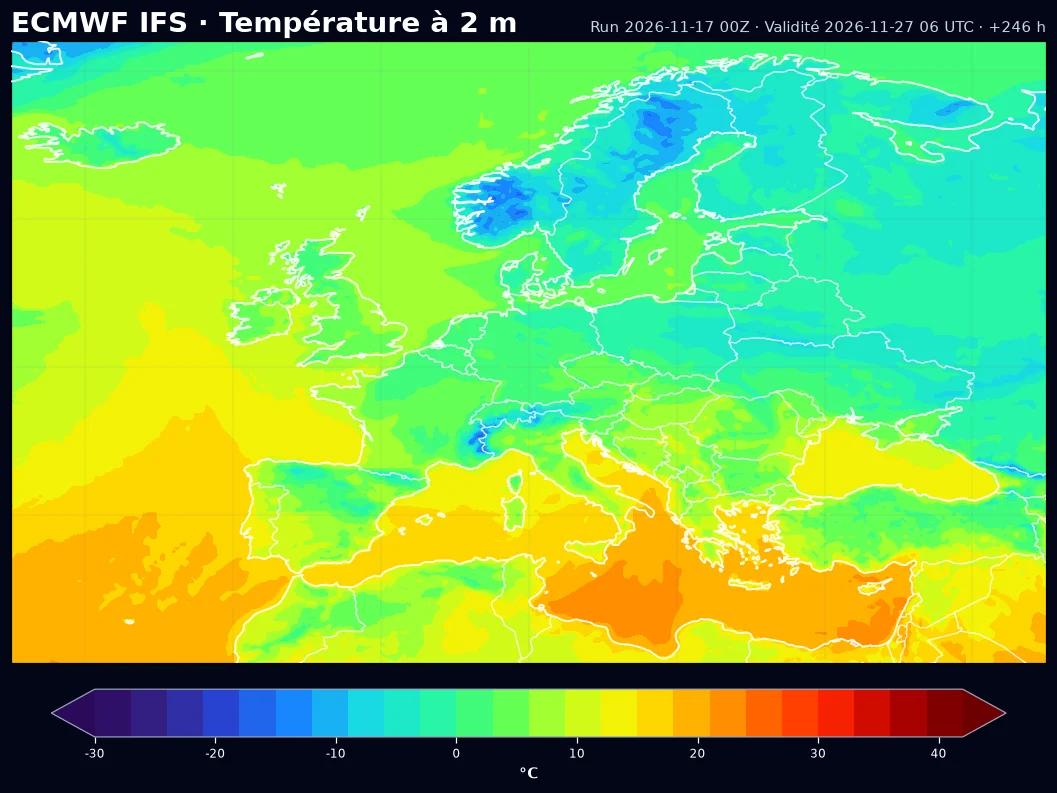 ECMWF IFS · Température à 2 m
Run 2026-11-17 00Z · Validité 2026-11-27 06 UTC · +246 h
-30 -20 -10 0 10 20 30 40
°C